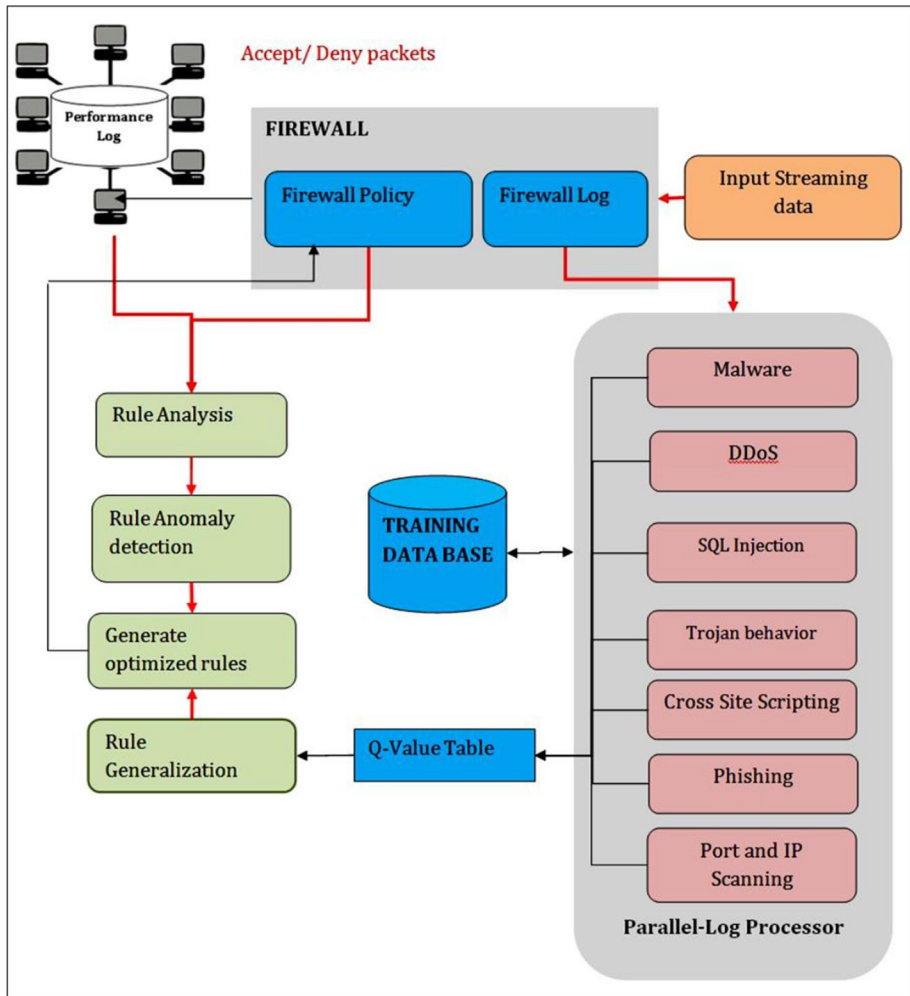 Accept/ Deny packets
Performance
Log
FIREWALL
Firewall Policy
Firewall Log
Input Streaming
data
Rule Analysis
Rule Anomaly
detection
Generate
optimized rules
Rule
Generalization
TRAINING
DATA BASE
Q-Value Table
Malware
DDoS
SQL Injection
Trojan behavior
Cross Site Scripting
Phishing
Port and IP
Scanning
Parallel-Log Processor